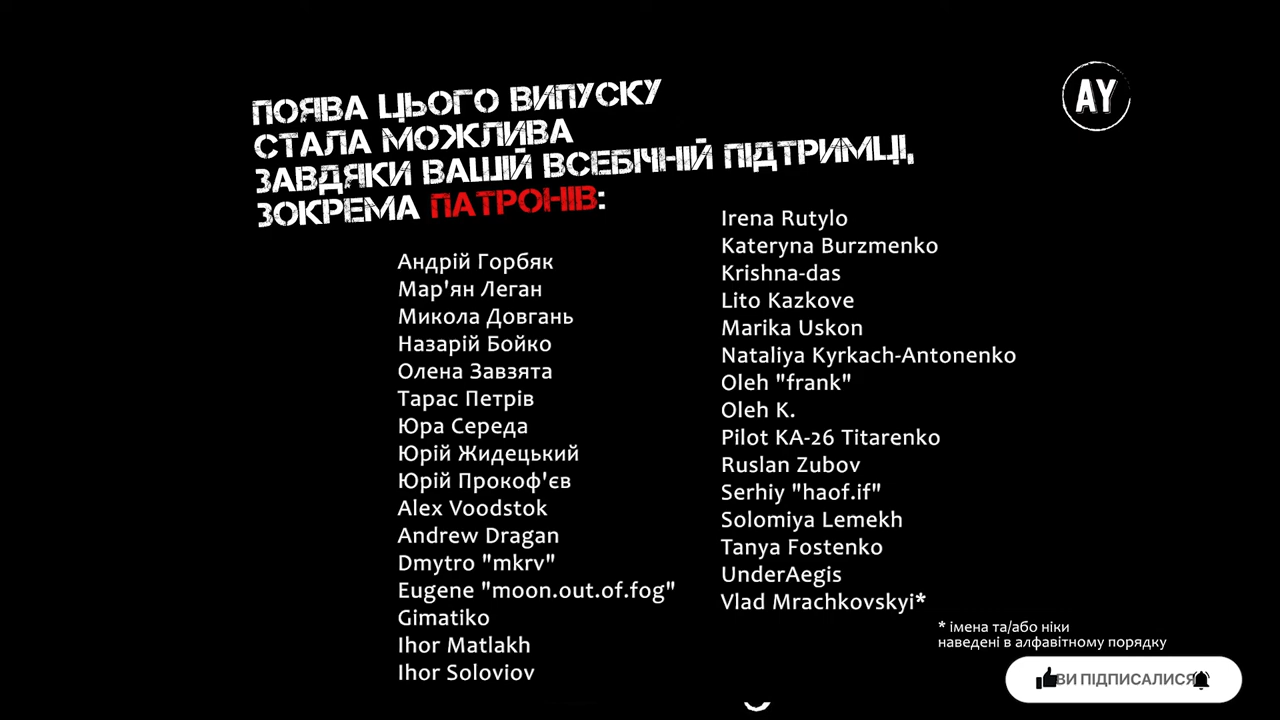 ПОЯВА ЦЬОГО ВИПУСКУ
СТАЛА МОЖЛИВА
ЗАВДЯКИ ВАШІЙ ВСЕБІЧНІЙ ПІДТРИМЦІ,
ЗОКРЕМА ПАТРОНІВ:
AY
Андрій Горбяк
Мар'ян Леган
Микола Довгань
Назарій Бойко
Олена Завзята
Тарас Петрів
Юра Середа
Юрій Жидецький
Юрій Прокоф'єв
Alex Voodstok
Andrew Dragan
Dmytro "mkrv"
Eugene "moon.out.of.fog"
Gimatiko
Ihor Matlakh
Ihor Soloviov
Irena Rutylo
Kateryna Burzmenko
Krishna-das
Lito Kazkove
Marika Uskon
Nataliya Kyrkach-Antonenko
Oleh "frank"
Oleh K.
Pilot KA-26 Titarenko
Ruslan Zubov
Serhiy "haof.if"
Solomiya Lemekh
Tanya Fostenko
UnderAegis
Vlad Mrachkovskyi*
* імена та/або ніки
наведені в алфавітному порядку
ВИ ПІДПИСАЛИСЯ